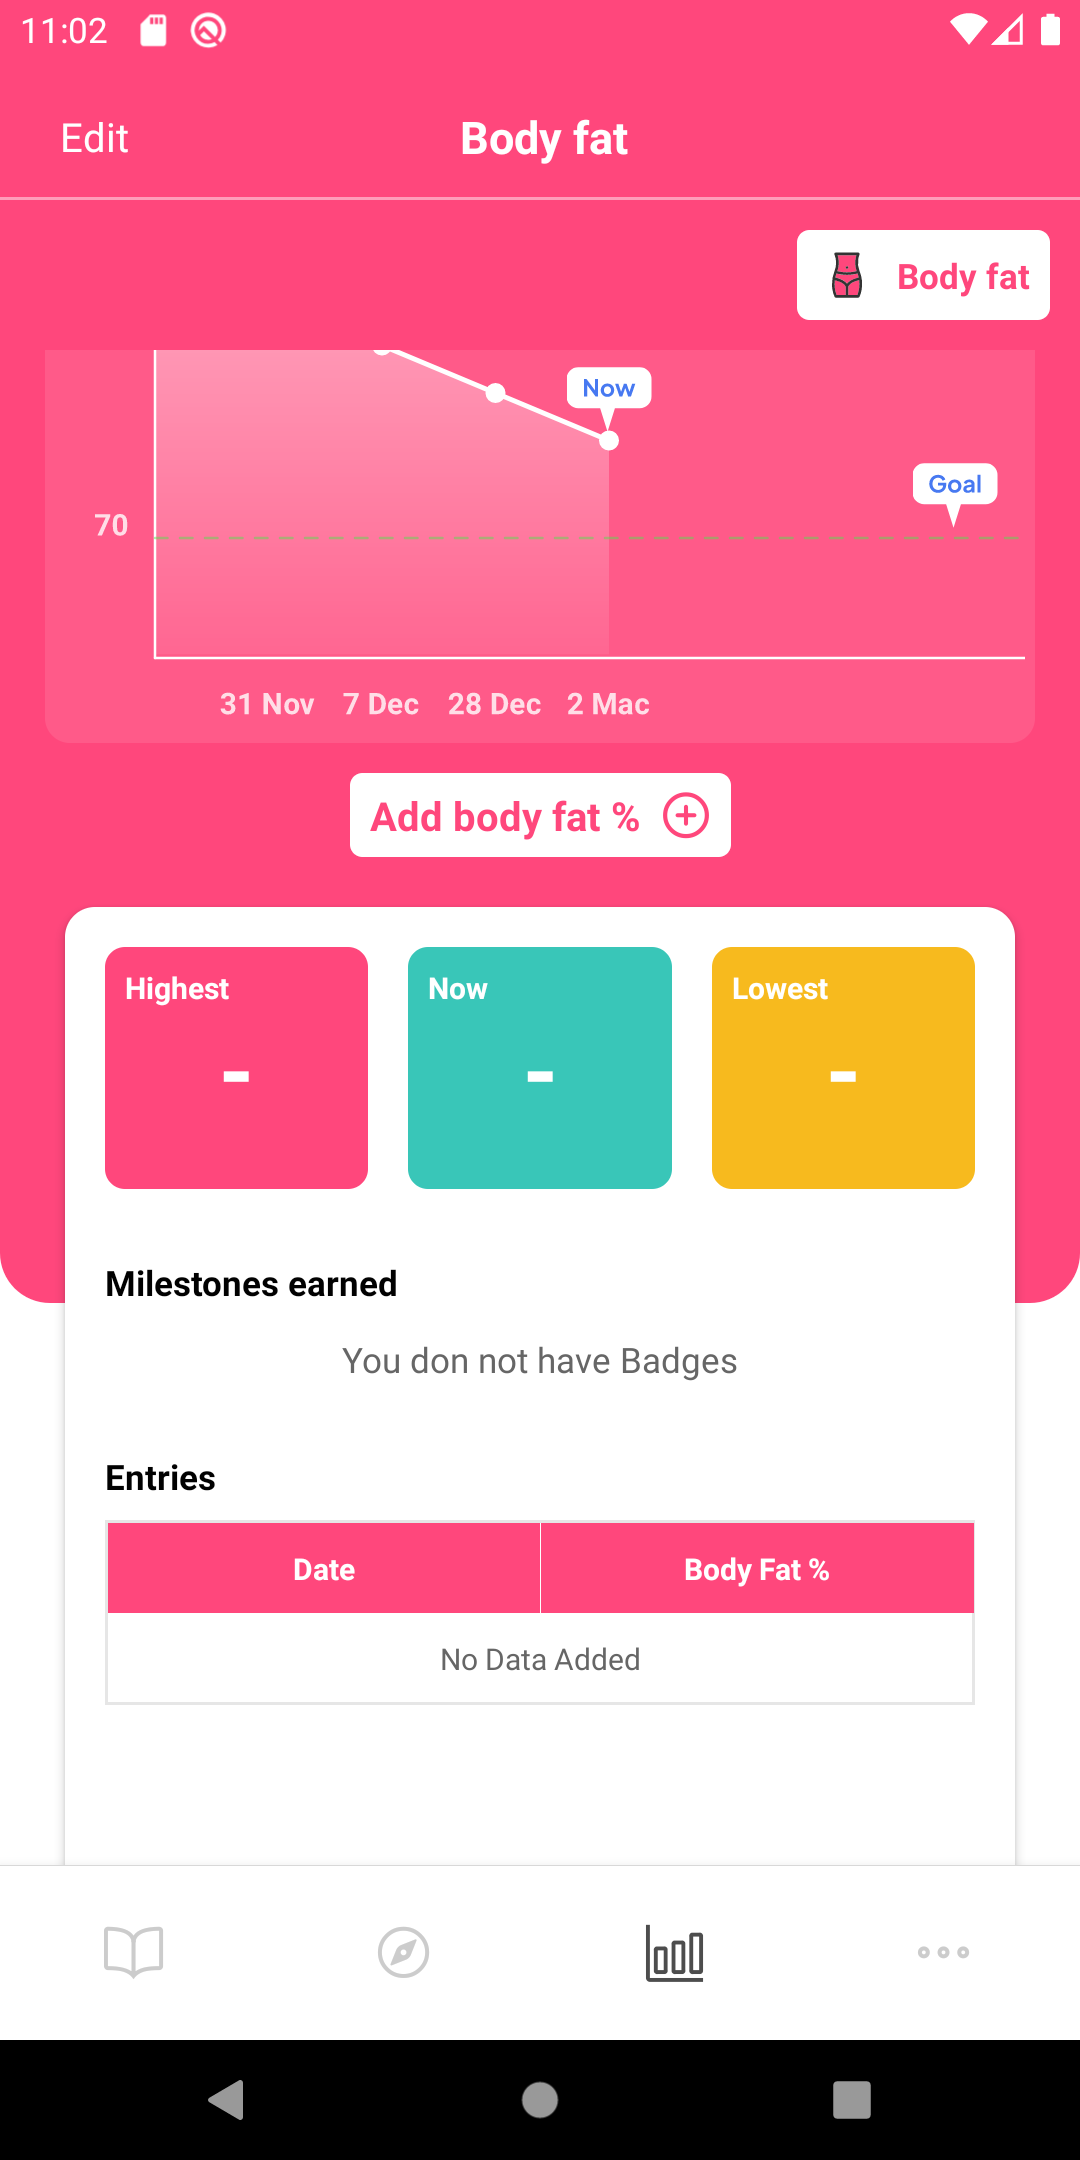 11:02
Edit
Body fat
Body fat
Now
Goal
70
31 Nov 7 Dec 28 Dec 2 Mac
Add body fat %
Highest
Now
Lowest
-
-
-
Milestones earned
You don not have Badges
Entries
Date
Body Fat %
No Data Added